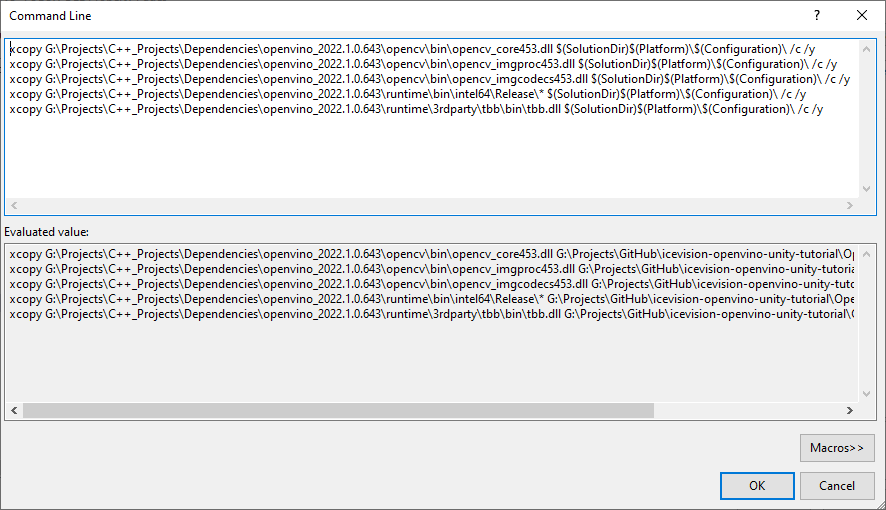 Command Line
xcopy G:\Projects\C++_Projects\Dependencies\openvino_2022.1.0.643\opencv\bin\opencv_core453.dll $(SolutionDir)$(Platform)\$(Configuration)\ /c /y
xcopy G:\Projects\C++_Projects\Dependencies\openvino_2022.1.0.643\opencv\bin\opencv_imgproc453.dll $(SolutionDir)$(Platform)\$(Configuration)\ /c /y
xcopy G:\Projects\C++_Projects\Dependencies\openvino_2022.1.0.643\opencv\bin\opencv_imgcodecs453.dll $(SolutionDir)$(Platform)\$(Configuration)\ /c /y
xcopy G:\Projects\C++_Projects\Dependencies\openvino_2022.1.0.643\runtime\bin\intel64\Release\* $(SolutionDir)$(Platform)\$(Configuration)\ /c /y
xcopy G:\Projects\C++_Projects\Dependencies\openvino_2022.1.0.643\runtime\3rdparty\tbb\bin\tbb.dll $(SolutionDir)$(Platform)\$(Configuration)\ /c /y
Evaluated value:
xcopy G:\Projects\C++_Projects\Dependencies\openvino_2022.1.0.643\opencv\bin\opencv_core453.dll G:\Projects\GitHub\icevision-openvino-unity-tutorial\Op
xcopy G:\Projects\C++_Projects\Dependencies\openvino_2022.1.0.643\opencv\bin\opencv_imgproc453.dll G:\Projects\GitHub\icevision-openvino-unity-tutoria
xcopy G:\Projects\C++_Projects\Dependencies\openvino_2022.1.0.643\opencv\bin\opencv_imgcodecs453.dll G:\Projects\GitHub\icevision-openvino-unity-tuto
xcopy G:\Projects\C++_Projects\Dependencies\openvino_2022.1.0.643\runtime\bin\intel64\Release\* G:\Projects\GitHub\icevision-openvino-unity-tutorial\Ope
xcopy G:\Projects\C++_Projects\Dependencies\openvino_2022.1.0.643\runtime\3rdparty\tbb\bin\tbb.dll G:\Projects\GitHub\icevision-openvino-unity-tutorial\O
Macros>>
OK
Cancel